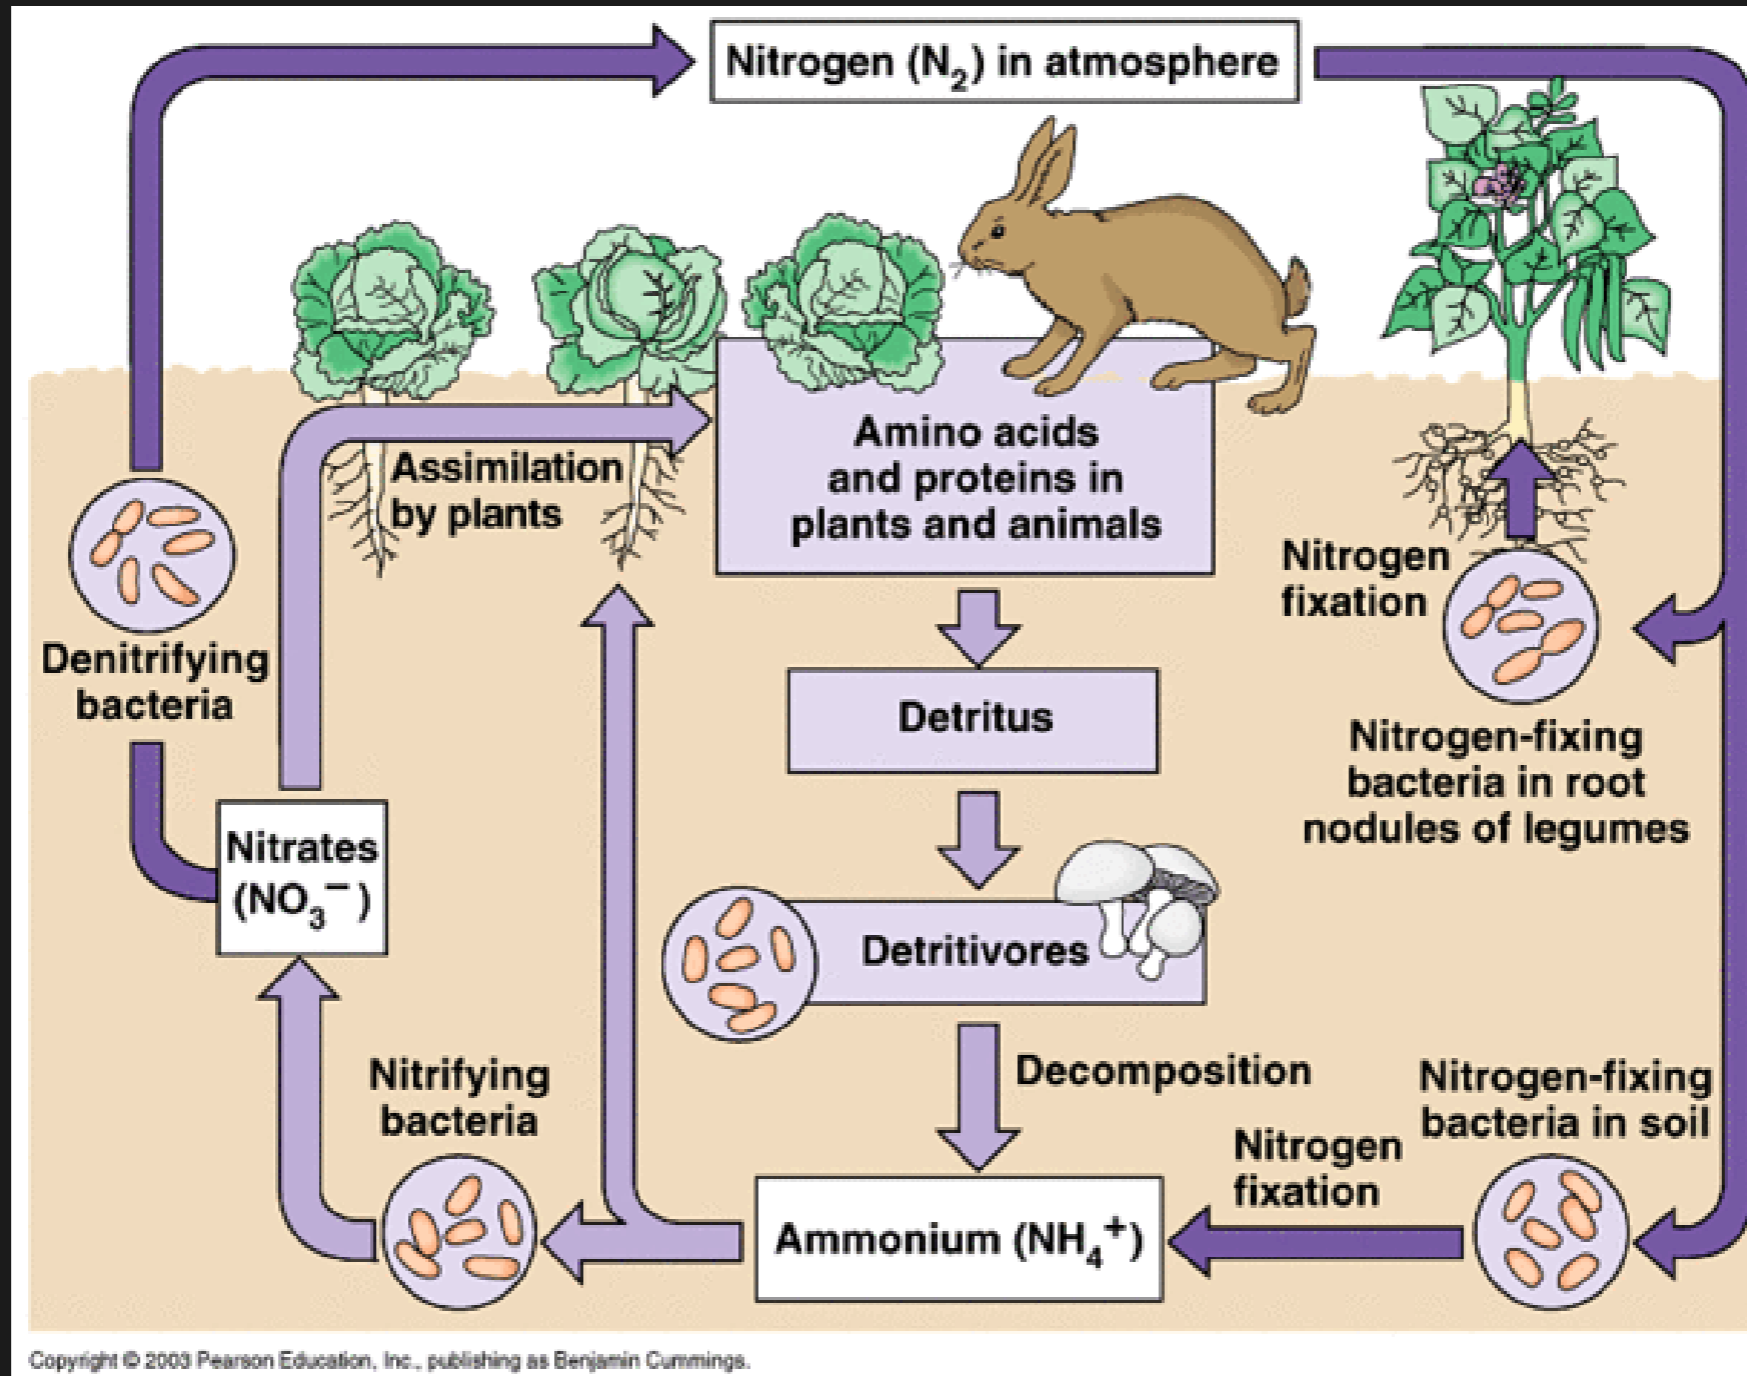 Nitrogen (N₂) in atmosphere
Assimilation
by plants
Amino acids
and proteins in
plants and animals
Nitrogen
fixation
Denitrifying
bacteria
Detritus
Nitrogen-fixing
bacteria in root
nodules of legumes
Nitrates
(NO₃⁻)
Detritivores
Decomposition
Nitrifying
bacteria
Nitrogen-fixing
bacteria in soil
Nitrogen
fixation
Ammonium (NH₄⁺)
Copyright © 2003 Pearson Education, Inc., publishing as Benjamin Cummings.